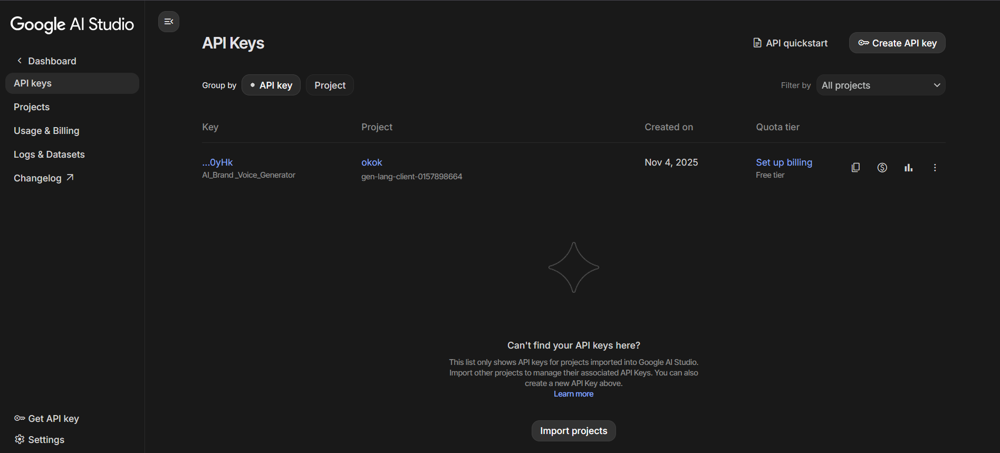 Google AI Studio
Dashboard
API keys
Projects
Usage & Billing
Logs & Datasets
Changelog
Get API key
Settings
API Keys
API quickstart
Create API key
Group by
API key
Project
Filter by
All projects
Key
Project
Created on
Quota tier
...0yHk
okok
Nov 4, 2025
Set up billing
AI_Brand _Voice_Generator
gen-lang-client-0157898664
Free tier
Can't find your API keys here?
This list only shows API keys for projects imported into Google AI Studio.
Import other projects to manage their associated API Keys. You can also
create a new API Key above.
Learn more
Import projects